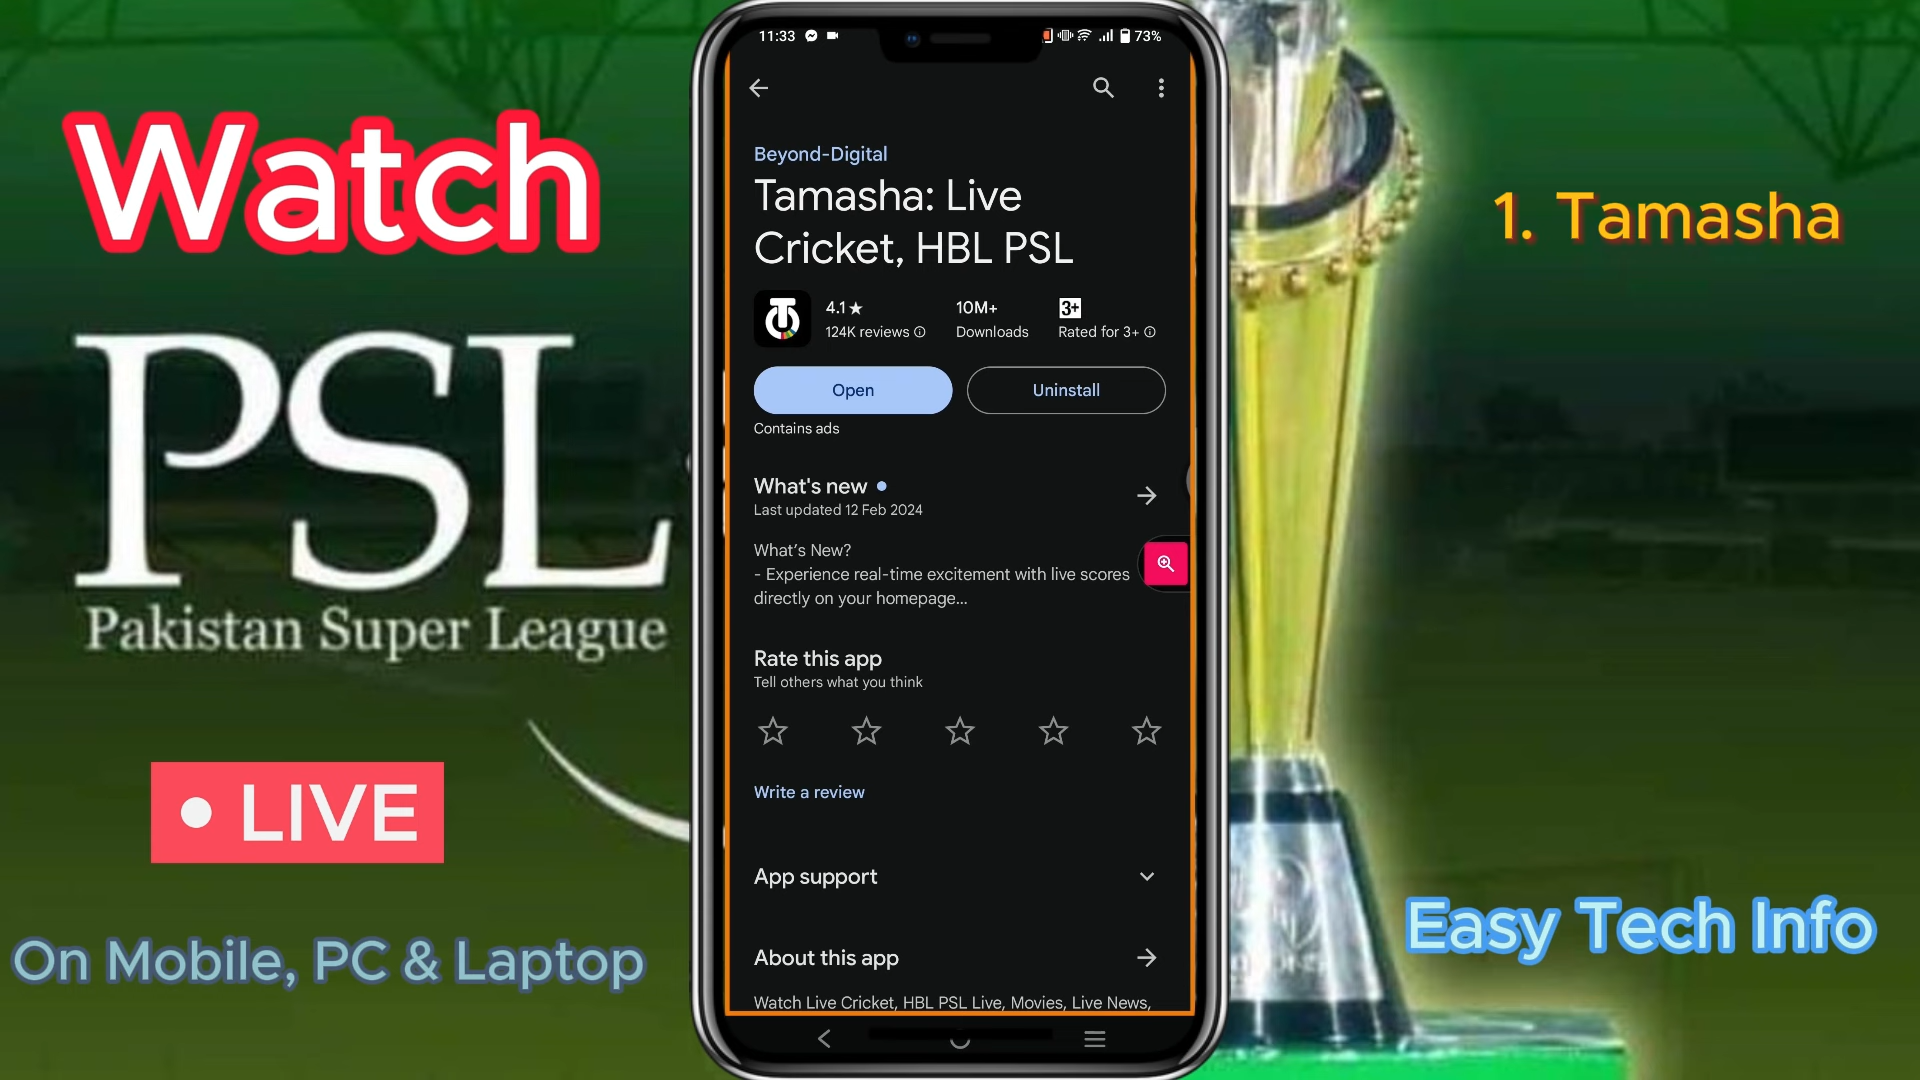 Watch
PSL
Pakistan Super League
LIVE
On Mobile, PC & Laptop
11:33
73%
Beyond-Digital
Tamasha: Live
Cricket, HBL PSL
4.1★
10M+
3+
124K reviews
Downloads
Rated for 3+
Open
Uninstall
Contains ads
What's new
Last updated 12 Feb 2024
What's New?
- Experience real-time excitement with live scores
directly on your homepage...
Rate this app
Tell others what you think
Write a review
App support
About this app
Watch Live Cricket, HBL PSL Live, Movies, Live News,
1. Tamasha
Easy Tech Info